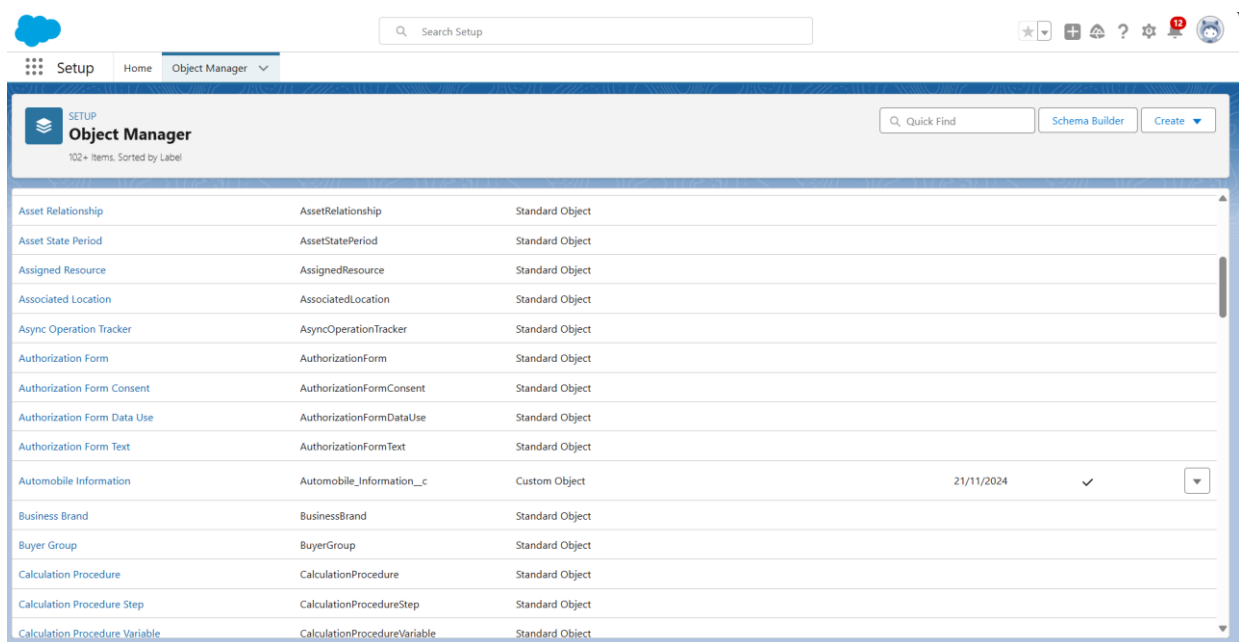 Search Setup
12
Setup Home Object Manager
SETUP
Object Manager
102+ Items, Sorted by Label
Quick Find
Schema Builder
Create
Asset Relationship AssetRelationship Standard Object
Asset State Period AssetStatePeriod Standard Object
Assigned Resource AssignedResource Standard Object
Associated Location AssociatedLocation Standard Object
Async Operation Tracker AsyncOperationTracker Standard Object
Authorization Form AuthorizationForm Standard Object
Authorization Form Consent AuthorizationFormConsent Standard Object
Authorization Form Data Use AuthorizationFormDataUse Standard Object
Authorization Form Text AuthorizationFormText Standard Object
Automobile Information Automobile_Information__c Custom Object 21/11/2024
Business Brand BusinessBrand Standard Object
Buyer Group BuyerGroup Standard Object
Calculation Procedure CalculationProcedure Standard Object
Calculation Procedure Step CalculationProcedureStep Standard Object
Calculation Procedure Variable CalculationProcedureVariable Standard Object